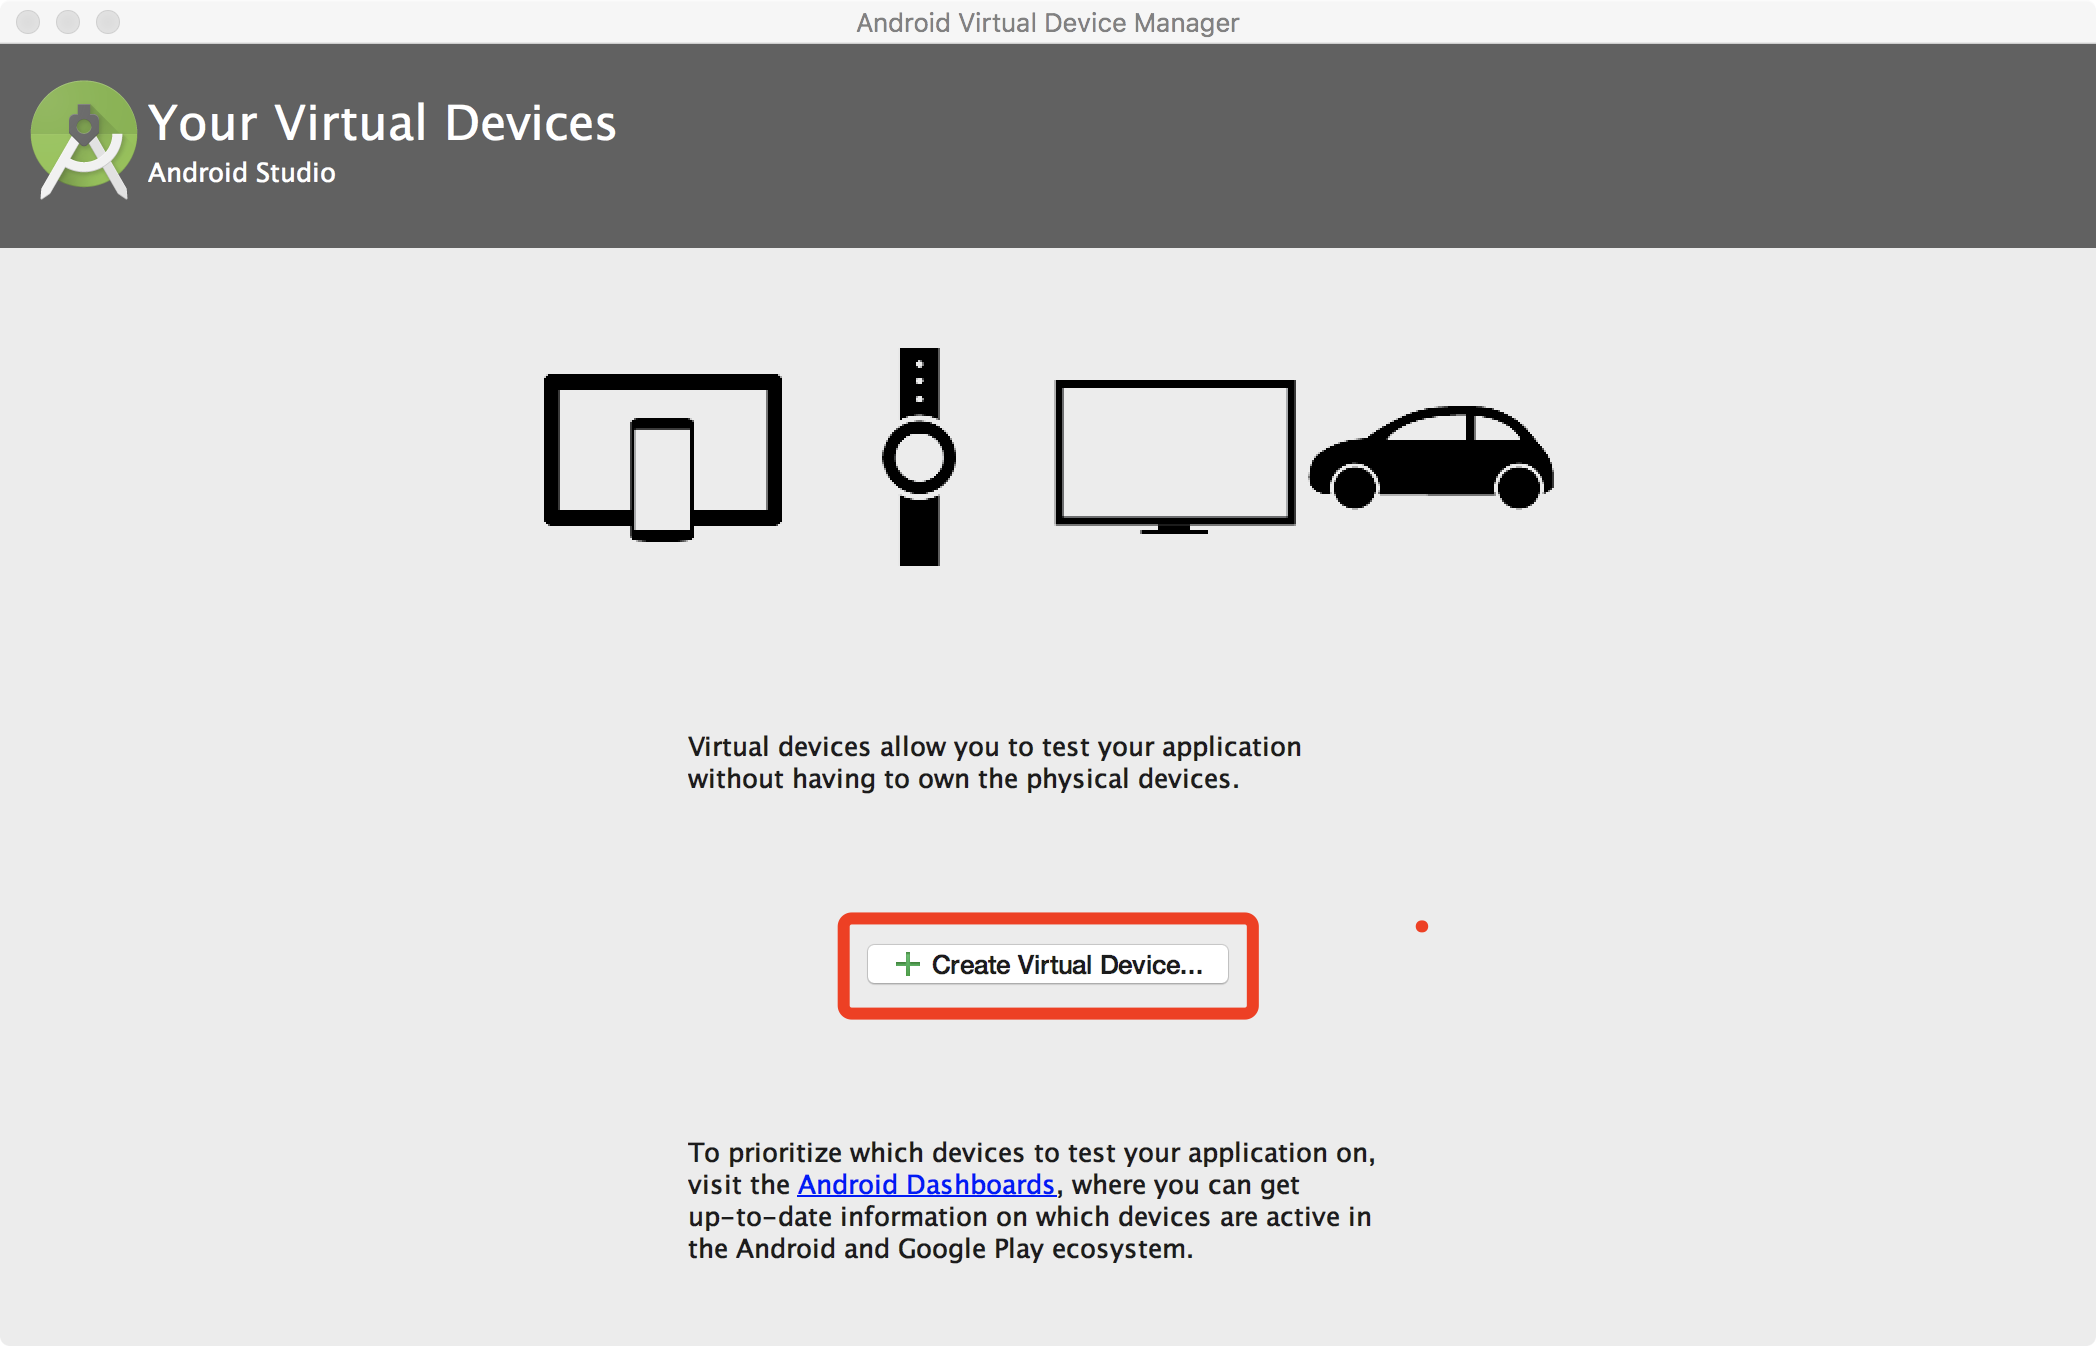 Android Virtual Device Manager
Your Virtual Devices
Android Studio
Virtual devices allow you to test your application
without having to own the physical devices.
Create Virtual Device...
To prioritize which devices to test your application on,
visit the Android Dashboards, where you can get
up-to-date information on which devices are active in
the Android and Google Play ecosystem.